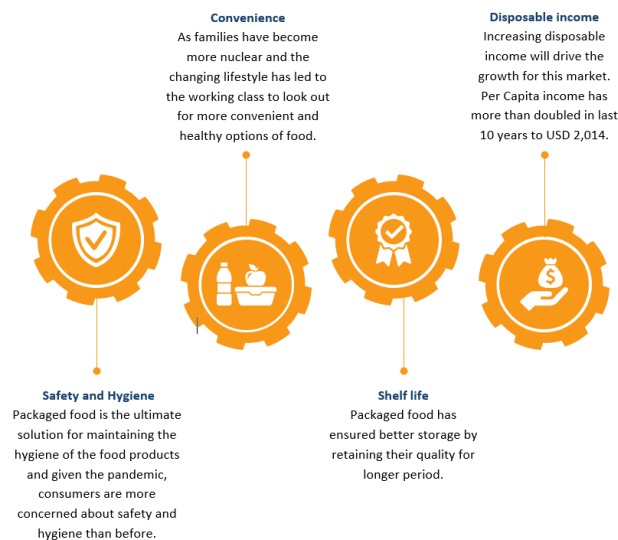 Convenience
As families have become
more nuclear and the
changing lifestyle has led to
the working class to look out
for more convenient and
healthy options of food.
Disposable income
Increasing disposable
income will drive the
growth for this market.
Per Capita income has
more than doubled in last
10 years to USD 2,014.
$
Safety and Hygiene
Packaged food is the ultimate
solution for maintaining the
hygiene of the food products
and given the pandemic,
consumers are more
concerned about safety and
hygiene than before.
Shelf life
Packaged food has
ensured better storage by
retaining their quality for
longer period.